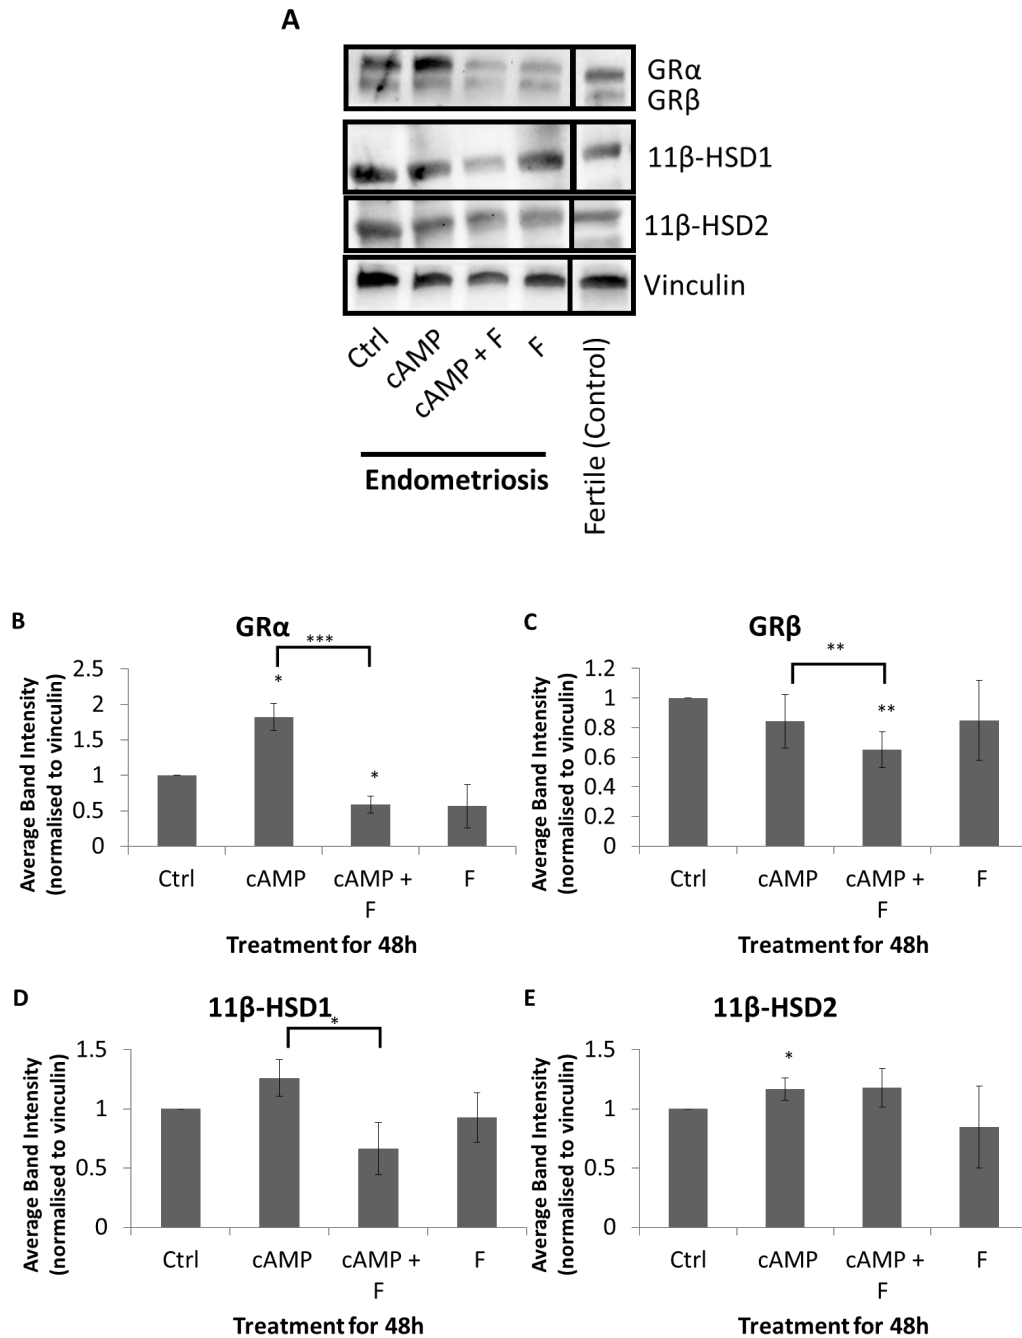 A
GRα
GRβ
11β-HSD1
11β-HSD2
Vinculin
Ctrl
cAMP
cAMP + F
F
Fertile (Control)
Endometriosis
B
GRα
***
*
*
Average Band Intensity
(normalised to vinculin)
2.5
2
1.5
1
0.5
0
Ctrl
cAMP
cAMP +
F
F
Treatment for 48h
C
GRβ
**
**
Average Band Intensity
(normalised to vinculin)
1.2
1
0.8
0.6
0.4
0.2
0
Ctrl
cAMP
cAMP +
F
F
Treatment for 48h
D
11β-HSD1
*
Average Band Intensity
(normalised to vinculin)
1.5
1
0.5
0
Ctrl
cAMP
cAMP +
F
F
Treatment for 48h
E
11β-HSD2
*
Average Band Intensity
(normalised to vinculin)
1.5
1
0.5
0
Ctrl
cAMP
cAMP +
F
F
Treatment for 48h